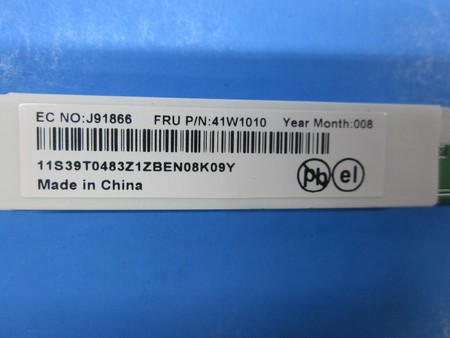 EC NO:J91866 FRU P/N:41W1010 Year Month:008
11S39T0483Z1ZBEN08K09Y
Made in China
pb el